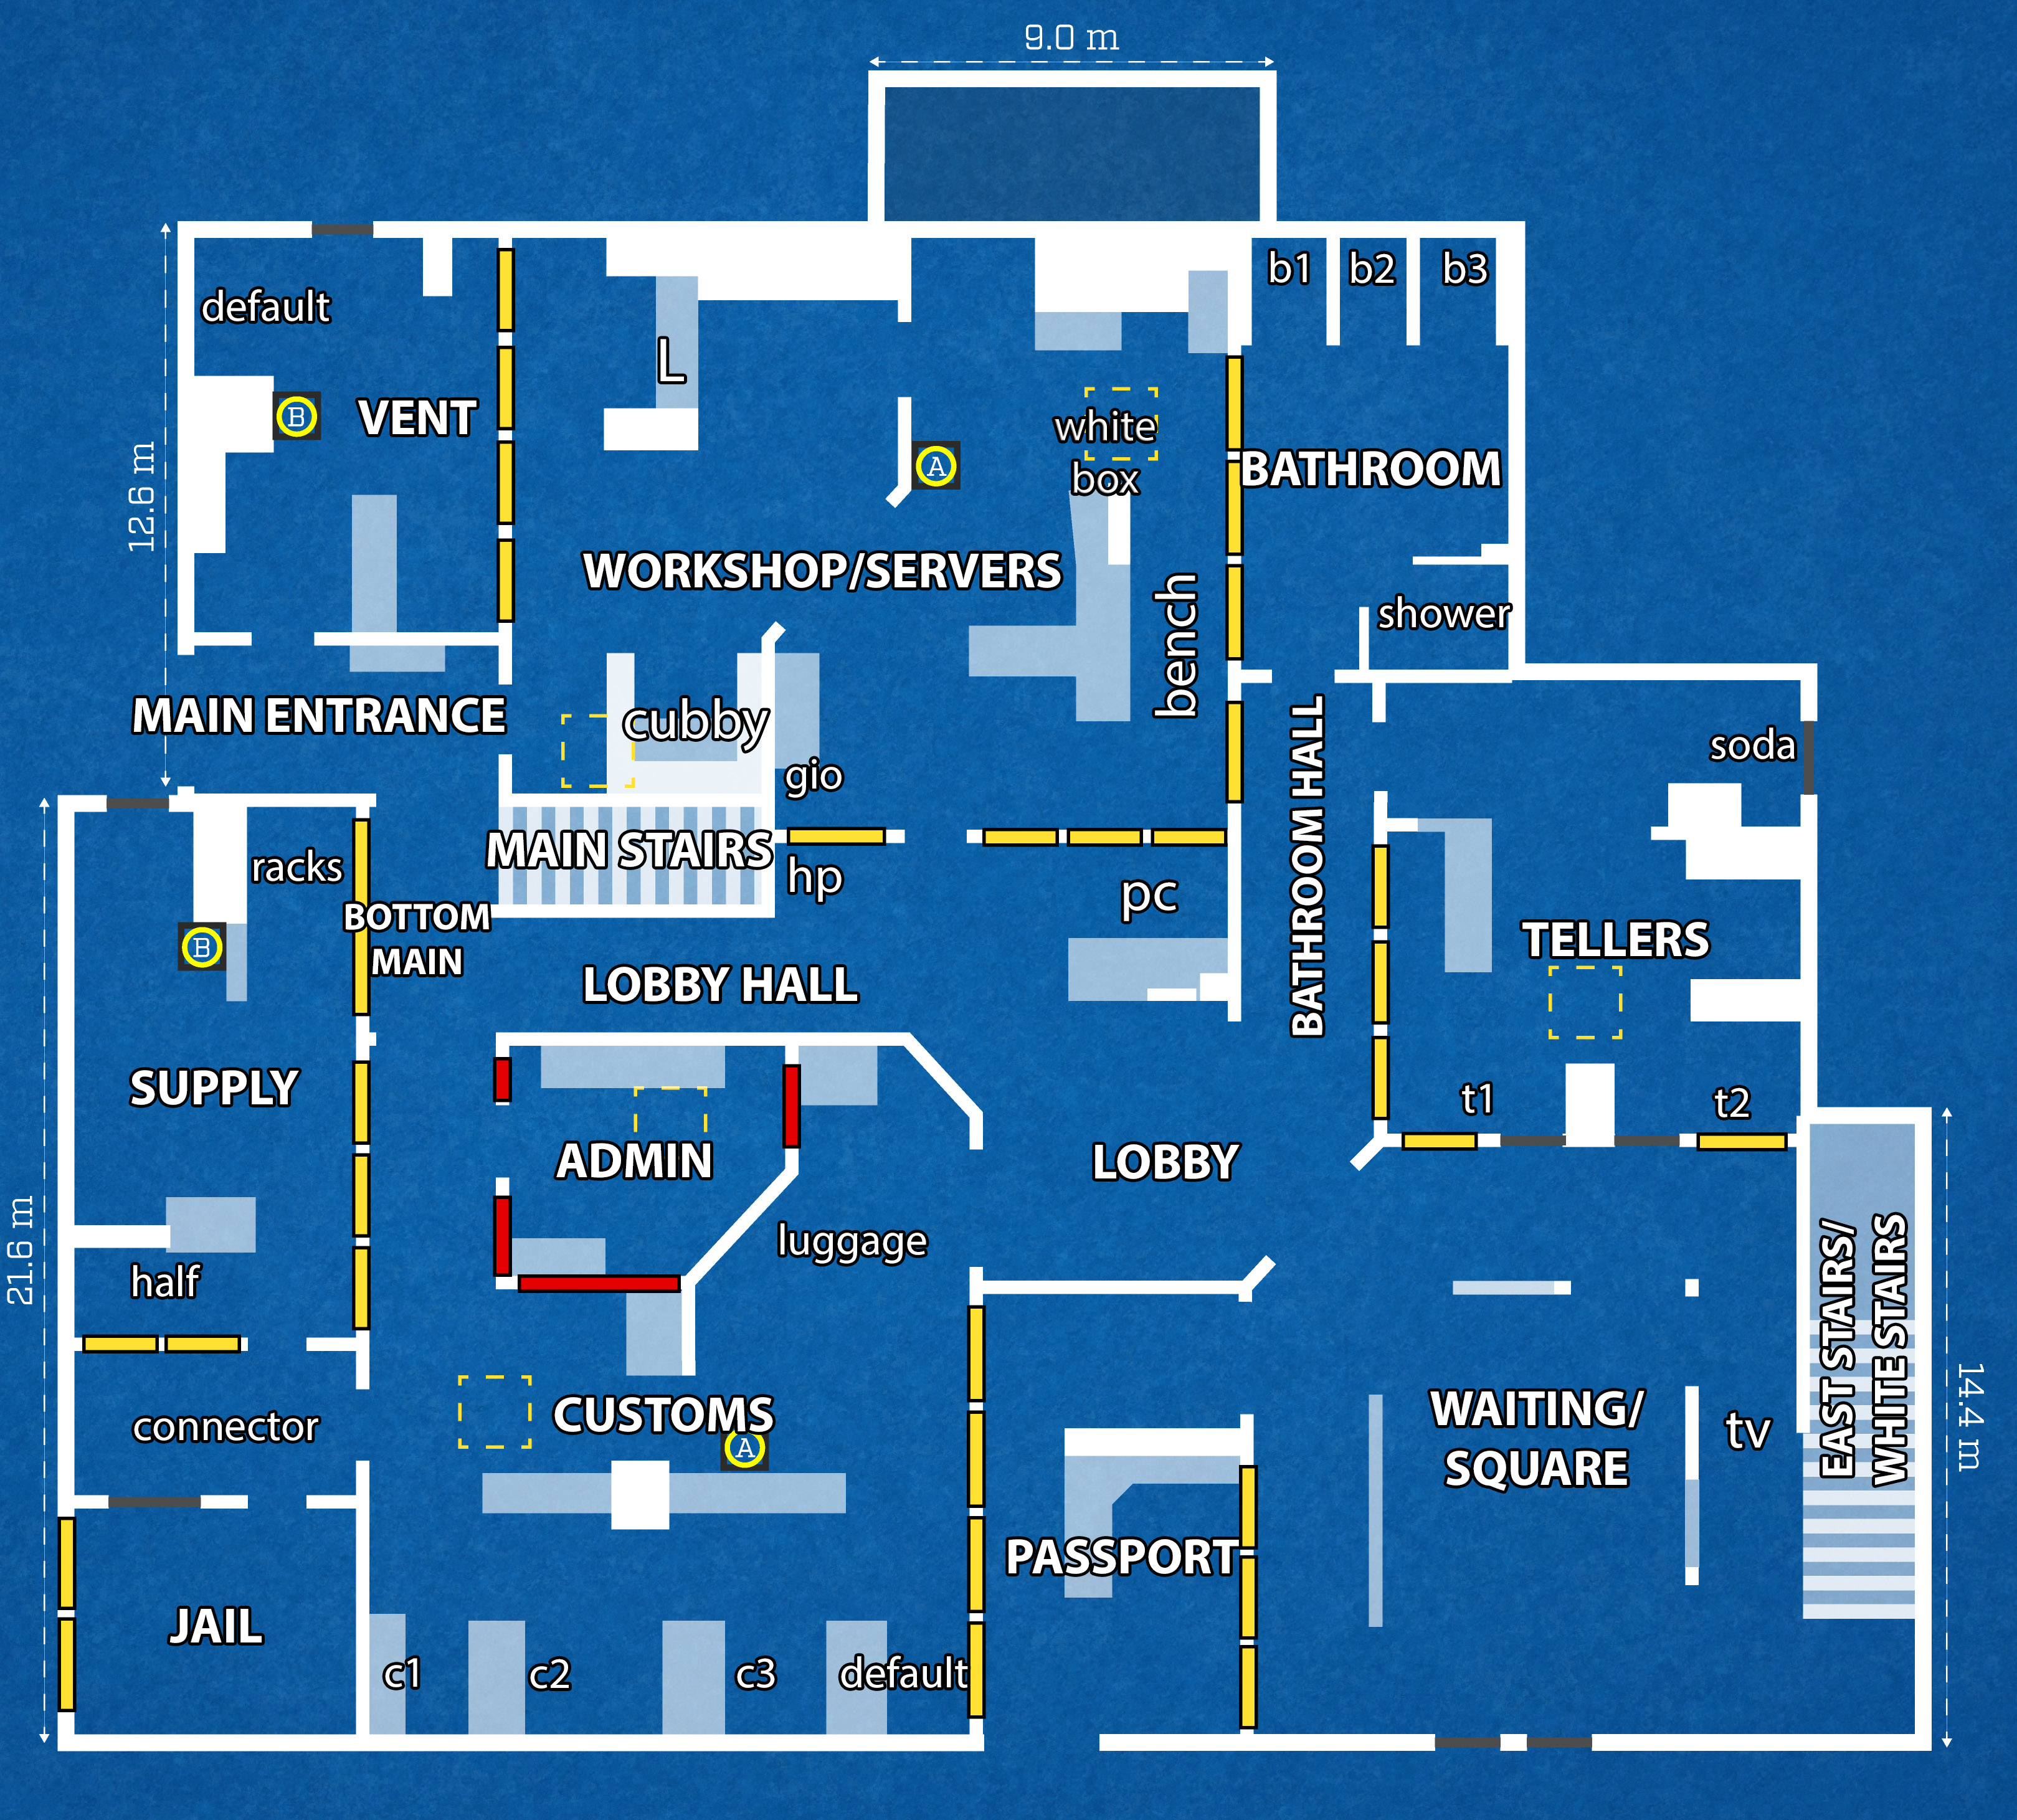 9.0 m
b1
b2
b3
default
L
B
VENT
white
box
A
BATHROOM
12.6 m
WORKSHOP/SERVERS
bench
shower
MAIN ENTRANCE
cubby
gio
soda
BATHROOM HALL
MAIN STAIRS
hp
pc
racks
BOTTOM
MAIN
B
TELLERS
LOBBY HALL
SUPPLY
t1
t2
ADMIN
LOBBY
luggage
half
21.6 m
EAST STAIRS/
WHITE STAIRS
14.4 m
connector
CUSTOMS
A
WAITING/
SQUARE
tv
PASSPORT
JAIL
c1
c2
c3
default